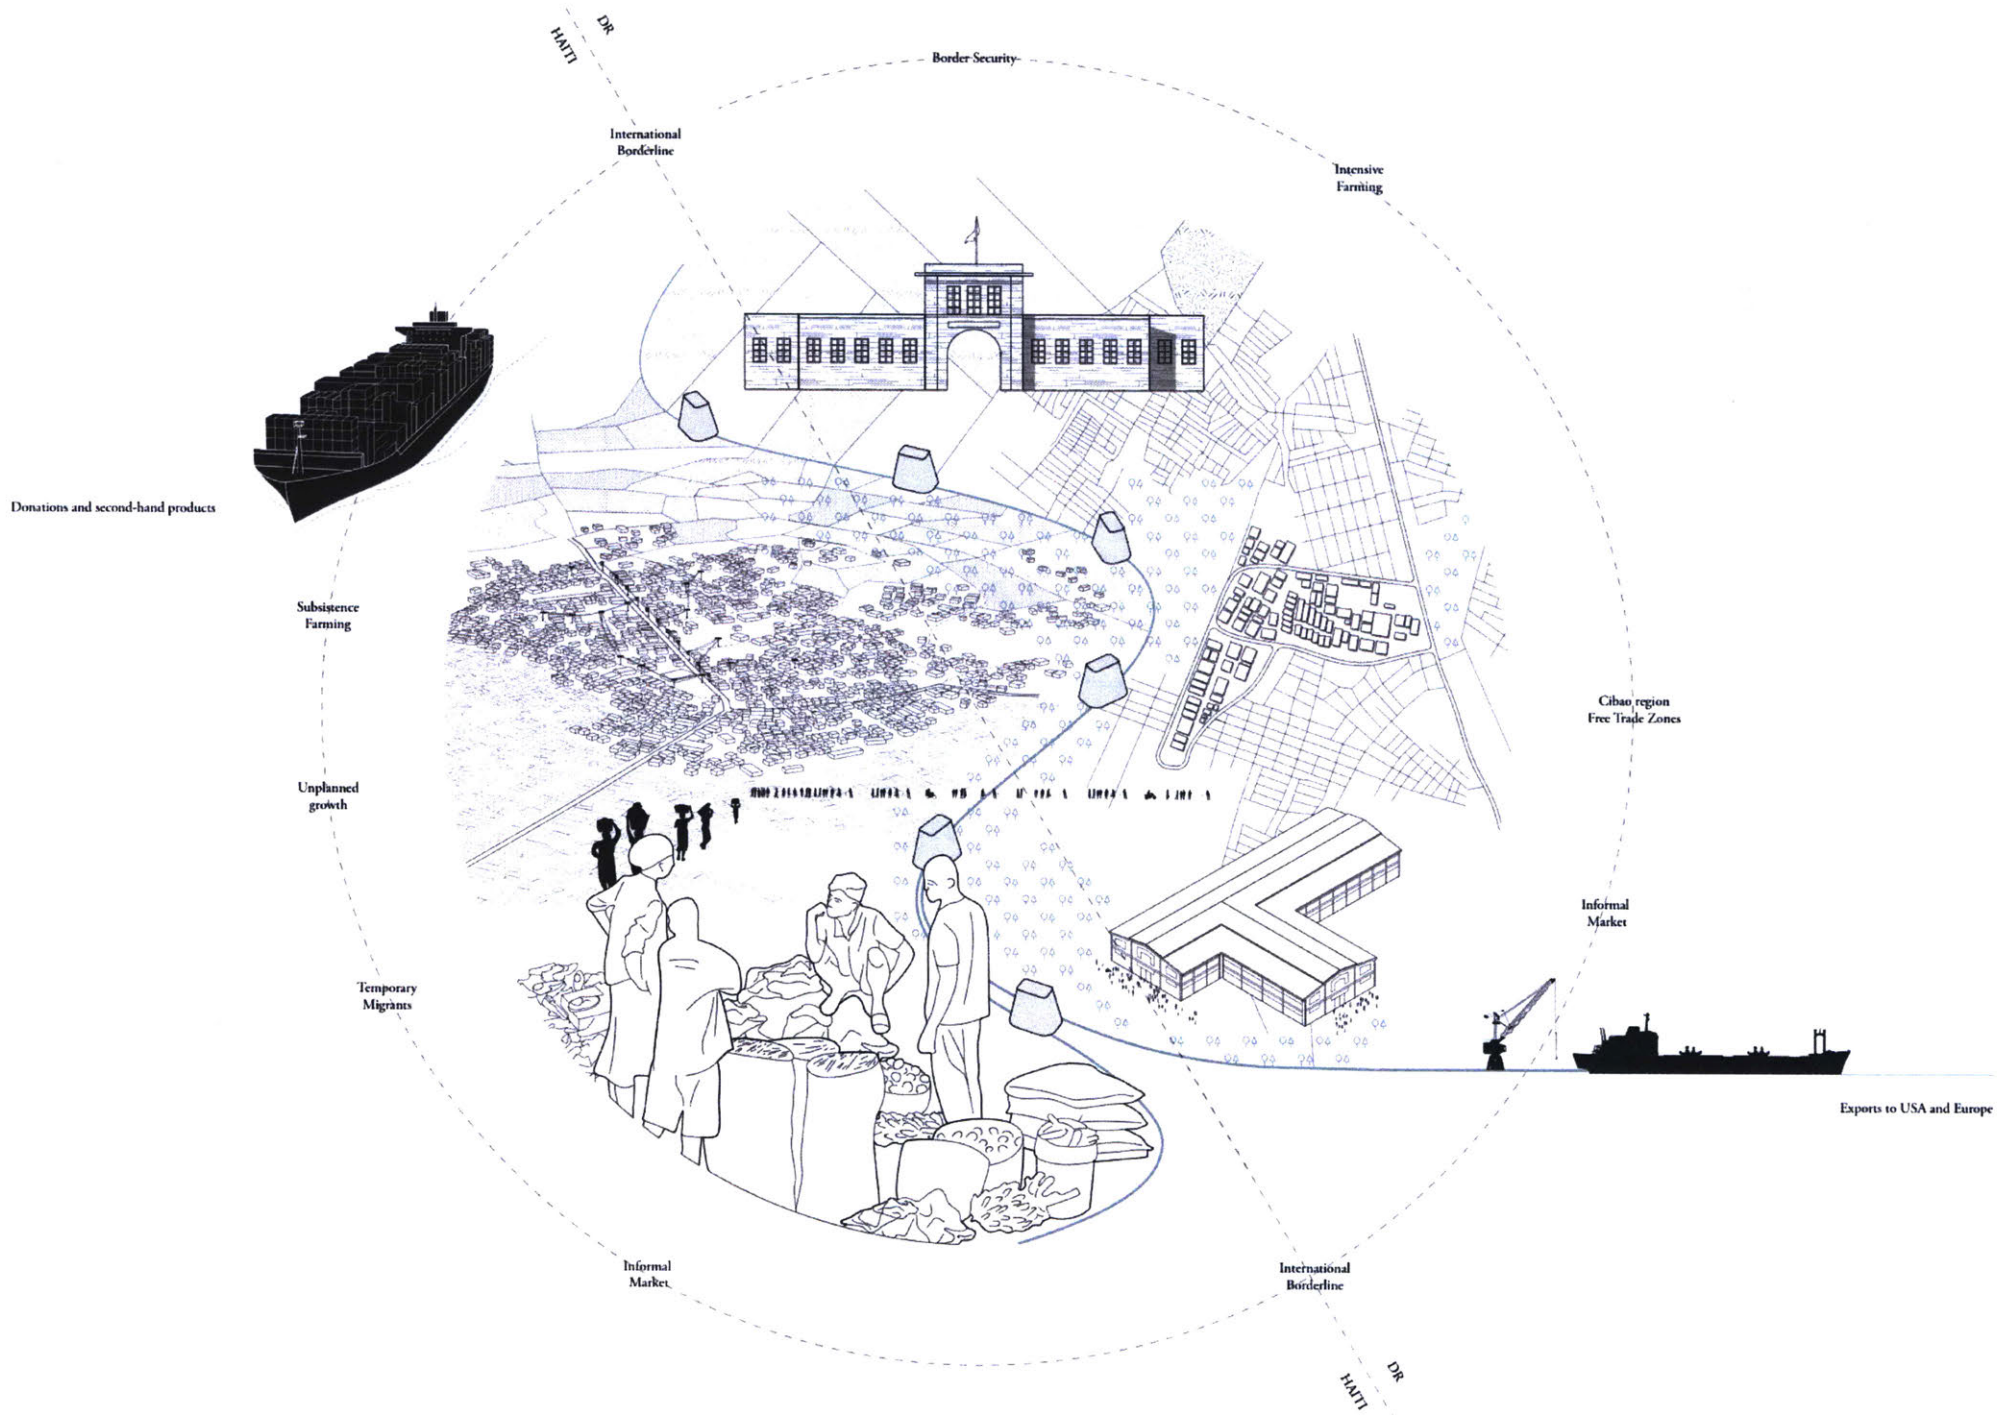 DR
HAITI
Border Security
International
Borderline
Intensive
Farming
Donations and second-hand products
Subsistence
Farming
Cibao region
Free Trade Zones
Unplanned
growth
Informal
Market
Temporary
Migrants
Exports to USA and Europe
Informal
Market
International
Borderline
DR
HAITI